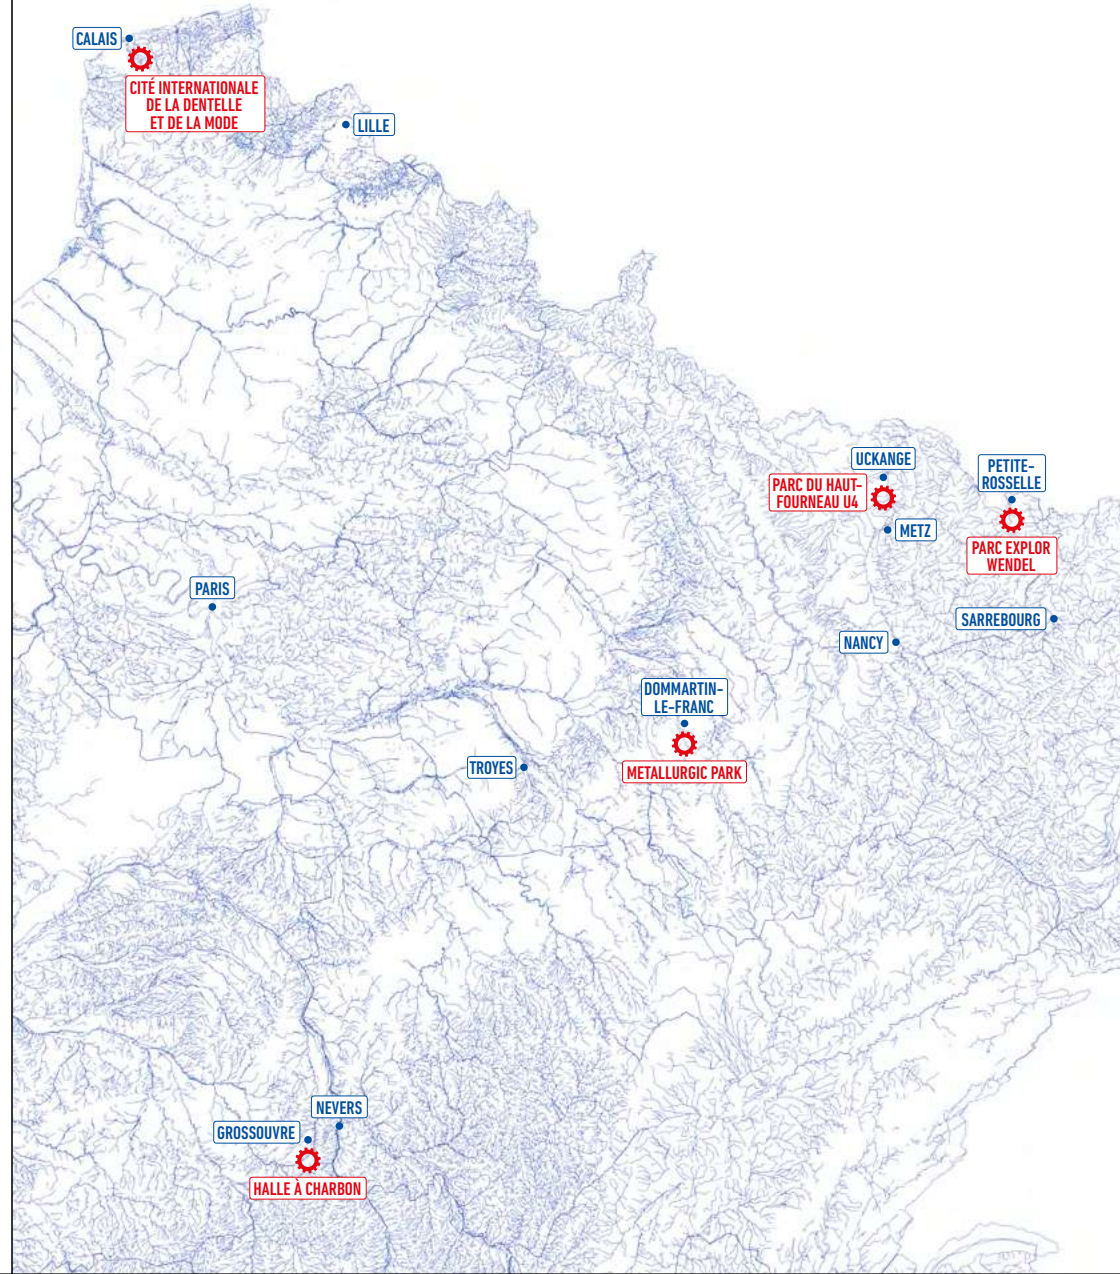 CALAIS
CITÉ INTERNATIONALE
DE LA DENTELLE
ET DE LA MODE
LILLE
UCKANGE
PARC DU HAUT-
FOURNEAU U4
METZ
PETITE-
ROSSELLE
PARC EXPLOR
WENDEL
PARIS
SARREBOURG
NANCY
DOMMARTIN-
LE-FRANC
METALLURGIC PARK
TROYES
NEVERS
GROSSOUVRE
HALLE À CHARBON